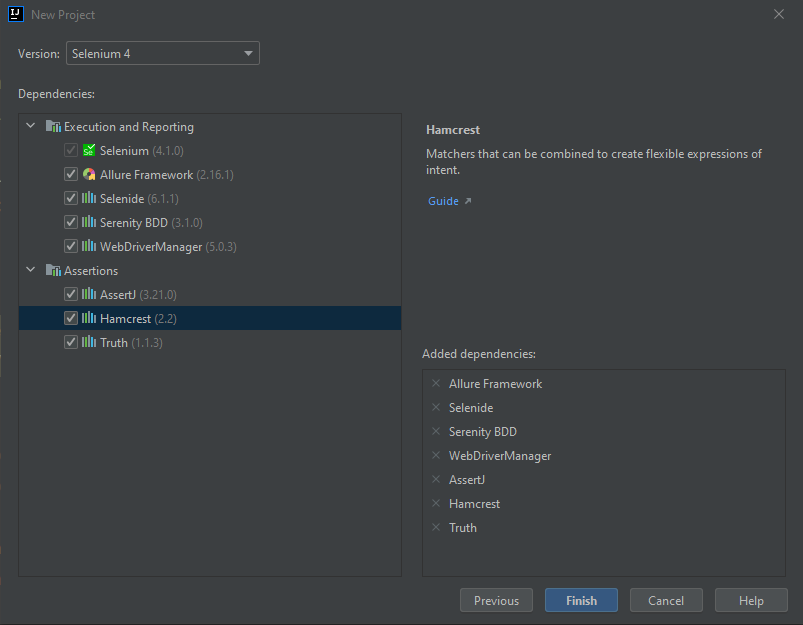 IJ
New Project
Version: Selenium 4
Dependencies:
Execution and Reporting
Se Selenium (4.1.0)
Allure Framework (2.16.1)
Selenide (6.1.1)
Serenity BDD (3.1.0)
WebDriverManager (5.0.3)
Assertions
AssertJ (3.21.0)
Hamcrest (2.2)
Truth (1.1.3)
Hamcrest
Matchers that can be combined to create flexible expressions of
intent.
Guide
Added dependencies:
Allure Framework
Selenide
Serenity BDD
WebDriverManager
AssertJ
Hamcrest
Truth
Previous Finish Cancel Help